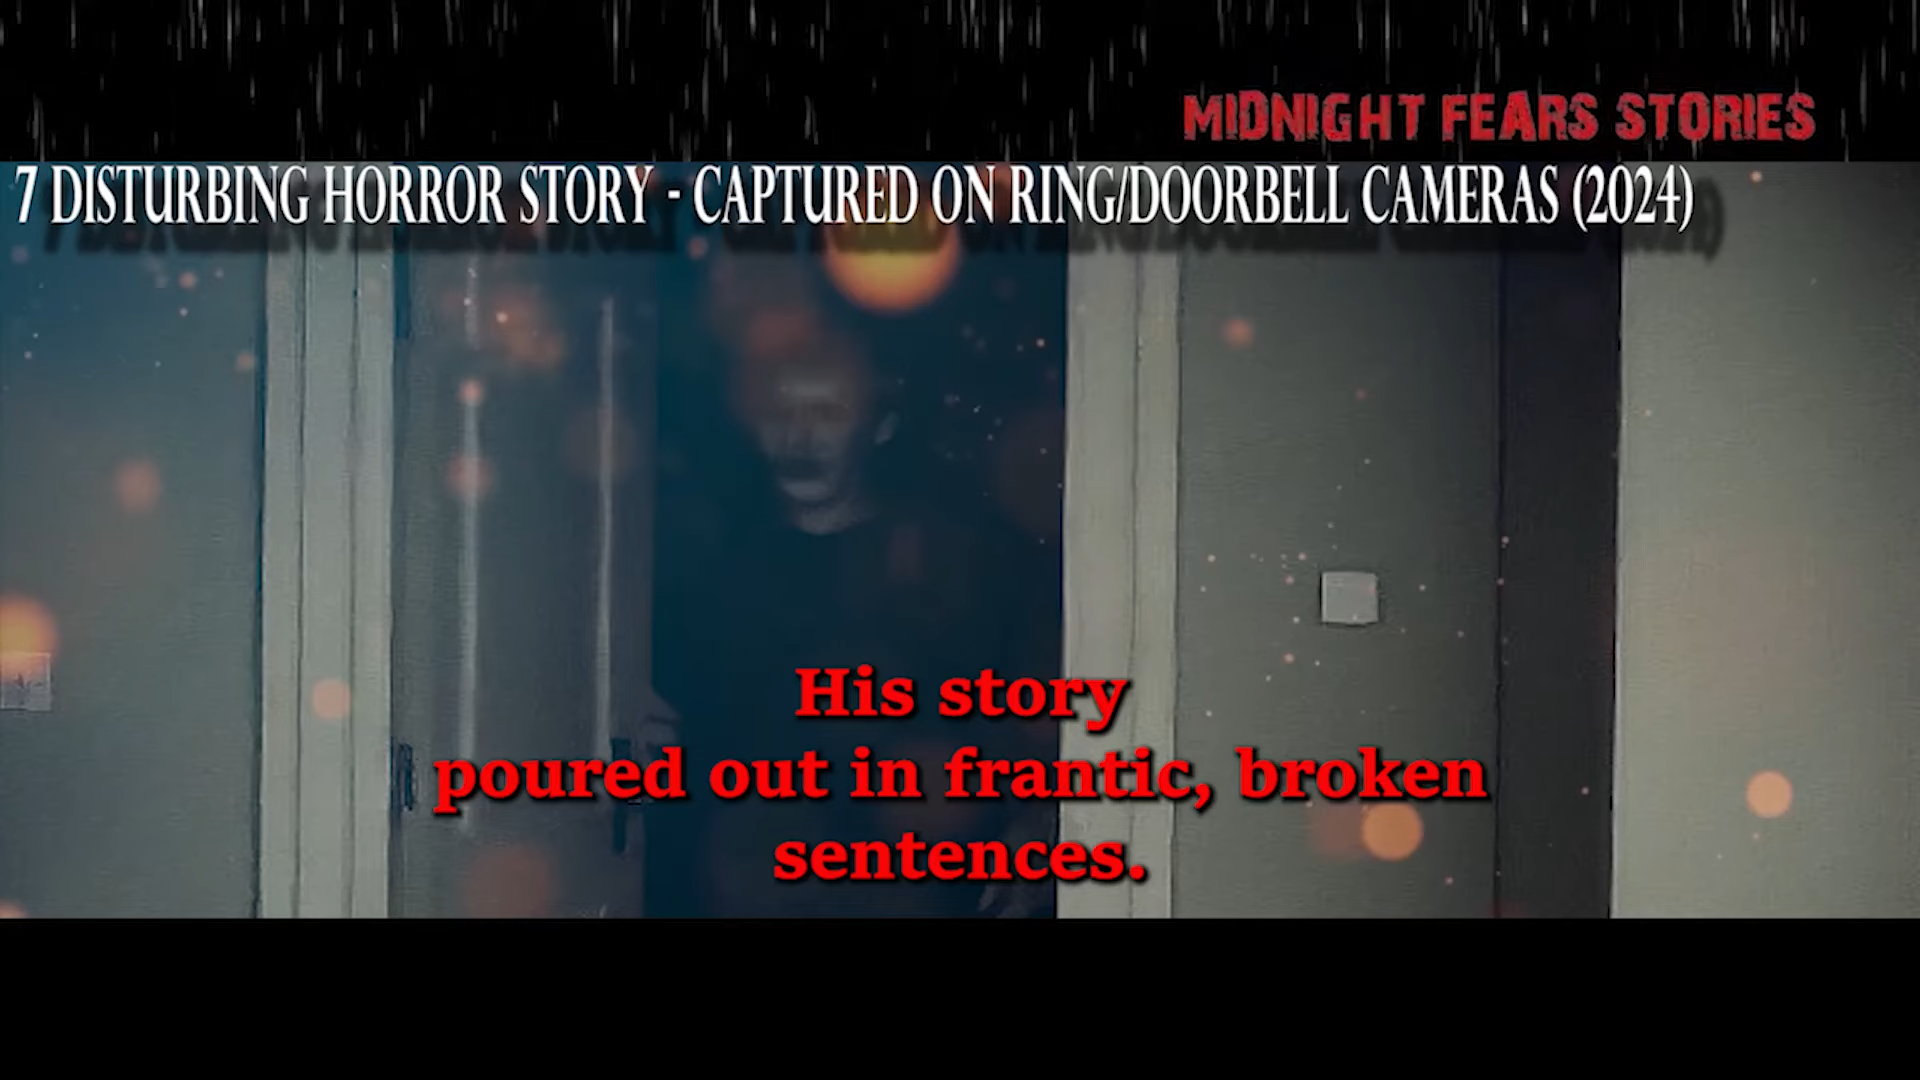 MIDNIGHT FEARS STORIES
7 DISTURBING HORROR STORY - CAPTURED ON RING/DOORBELL CAMERAS (2024)
His story
poured out in frantic, broken
sentences.